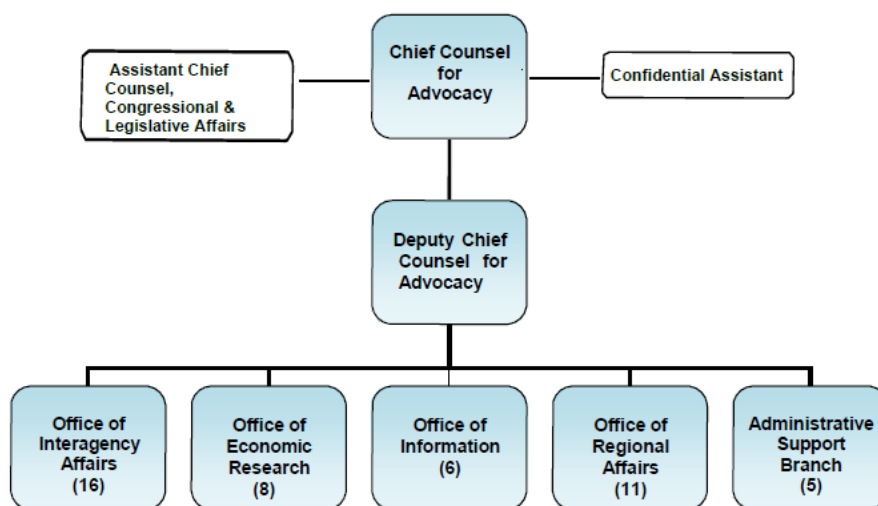 Chief Counsel
for
Advocacy
Assistant Chief
Counsel,
Congressional &
Legislative Affairs
Confidential Assistant
Deputy Chief
Counsel for
Advocacy
Office of
Interagency
Affairs
(16)
Office of
Economic
Research
(8)
Office of
Information
(6)
Office of
Regional
Affairs
(11)
Administrative
Support
Branch
(5)